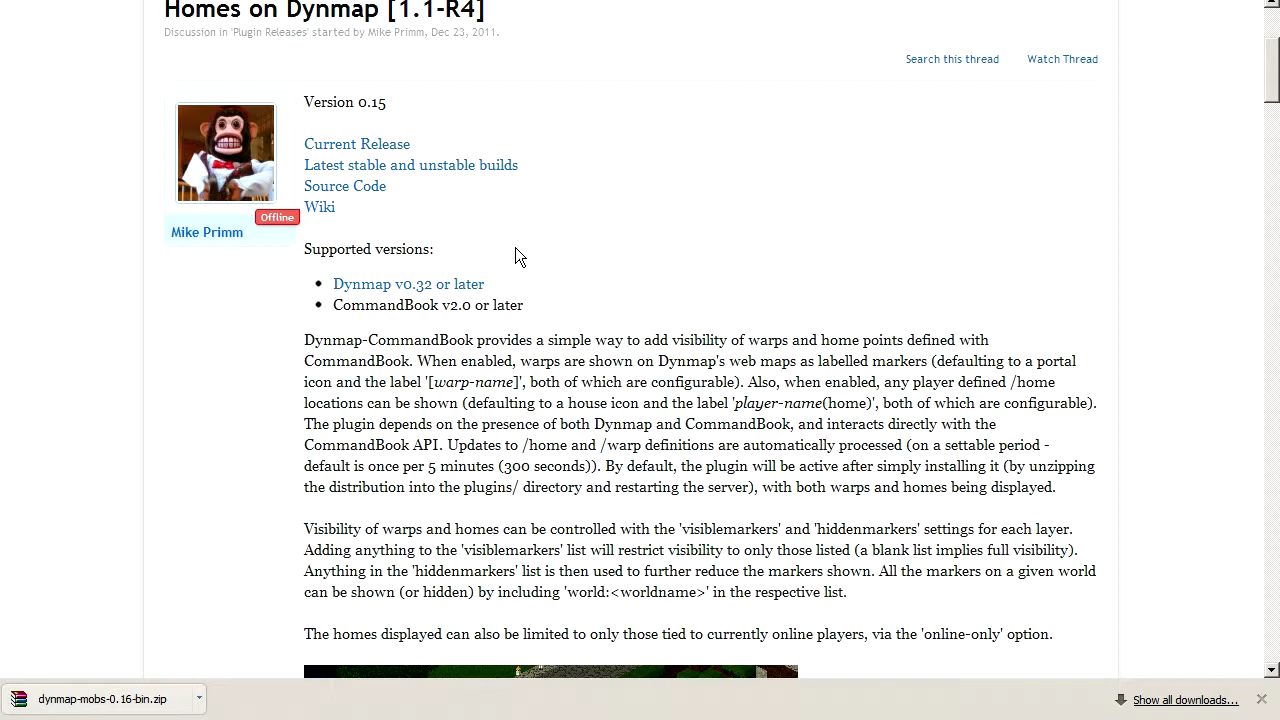 Homes on Dynmap [1.1-R4]
Discussion in 'Plugin Releases' started by Mike Primm, Dec 23, 2011.
Search this thread Watch Thread
Version 0.15
Current Release
Latest stable and unstable builds
Source Code
Wiki
Offline
Mike Primm
Supported versions:
Dynmap v0.32 or later
CommandBook v2.0 or later
Dynmap-CommandBook provides a simple way to add visibility of warps and home points defined with
CommandBook. When enabled, warps are shown on Dynmap's web maps as labelled markers (defaulting to a portal
icon and the label '[warp-name]', both of which are configurable). Also, when enabled, any player defined /home
locations can be shown (defaulting to a house icon and the label 'player-name(home)', both of which are configurable).
The plugin depends on the presence of both Dynmap and CommandBook, and interacts directly with the
CommandBook API. Updates to /home and /warp definitions are automatically processed (on a settable period -
default is once per 5 minutes (300 seconds)). By default, the plugin will be active after simply installing it (by unzipping
the distribution into the plugins/ directory and restarting the server), with both warps and homes being displayed.
Visibility of warps and homes can be controlled with the 'visiblemarkers' and 'hiddenmarkers' settings for each layer.
Adding anything to the 'visiblemarkers' list will restrict visibility to only those listed (a blank list implies full visibility).
Anything in the 'hiddenmarkers' list is then used to further reduce the markers shown. All the markers on a given world
can be shown (or hidden) by including 'world:<worldname>' in the respective list.
The homes displayed can also be limited to only those tied to currently online players, via the 'online-only' option.
dynmap-mobs-0.16-bin.zip
Show all downloads...